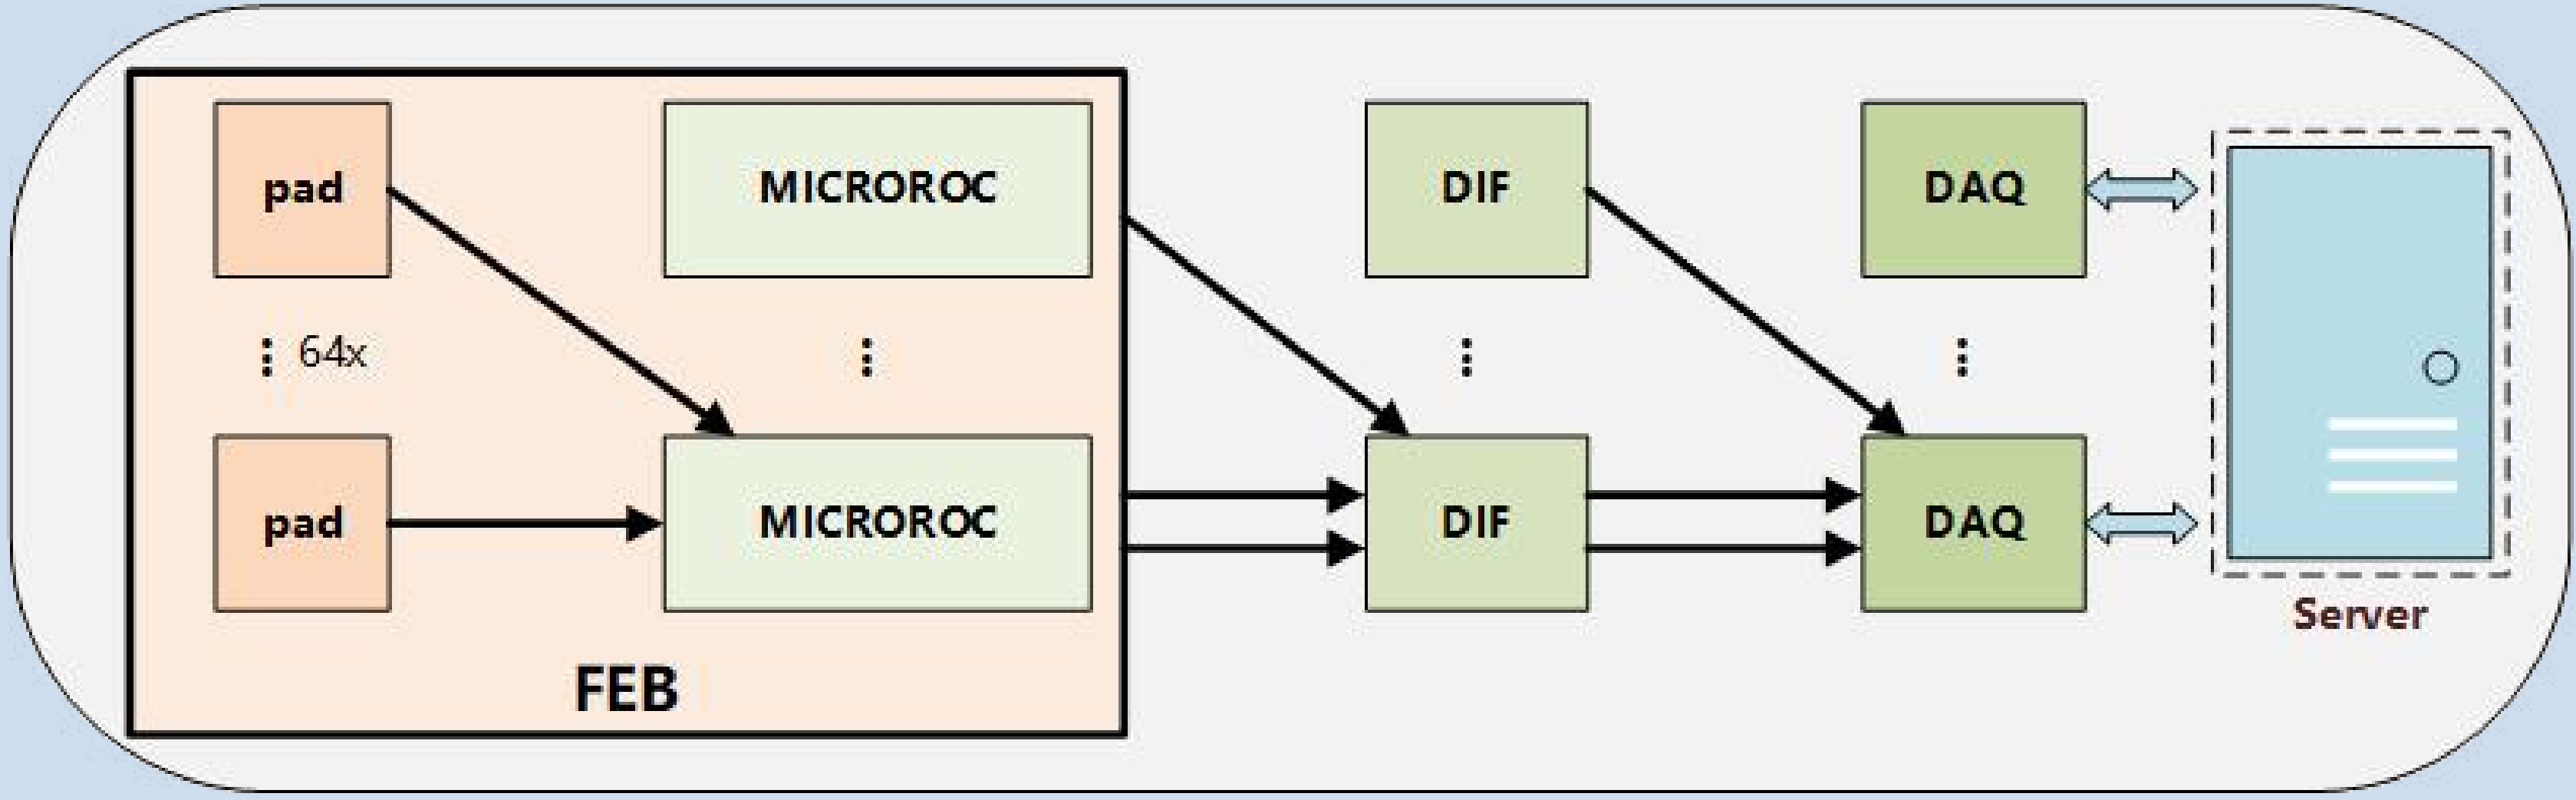 pad
MICROROC
DIF
DAQ
64x
pad
MICROROC
DIF
DAQ
Server
FEB